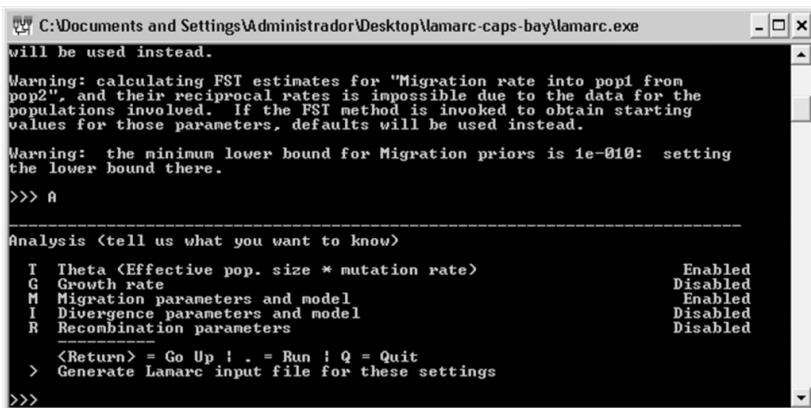 C:\Documents and Settings\Administrador\Desktop\lamarc-caps-bay\lamarc.exe
will be used instead.
Warning: calculating FST estimates for "Migration rate into pop1 from
pop2", and their reciprocal rates is impossible due to the data for the
populations involved.  If the FST method is invoked to obtain starting
values for those parameters, defaults will be used instead.
Warning:  the minimum lower bound for Migration priors is 1e-010:  setting
the lower bound there.
>>> A
Analysis (tell us what you want to know)
T  Theta (Effective pop. size * mutation rate)  Enabled
G  Growth rate  Disabled
M  Migration parameters and model  Enabled
I  Divergence parameters and model  Disabled
R  Recombination parameters  Disabled
----------
<Return> = Go Up ¦ . = Run ¦ Q = Quit
>  Generate Lamarc input file for these settings
>>>